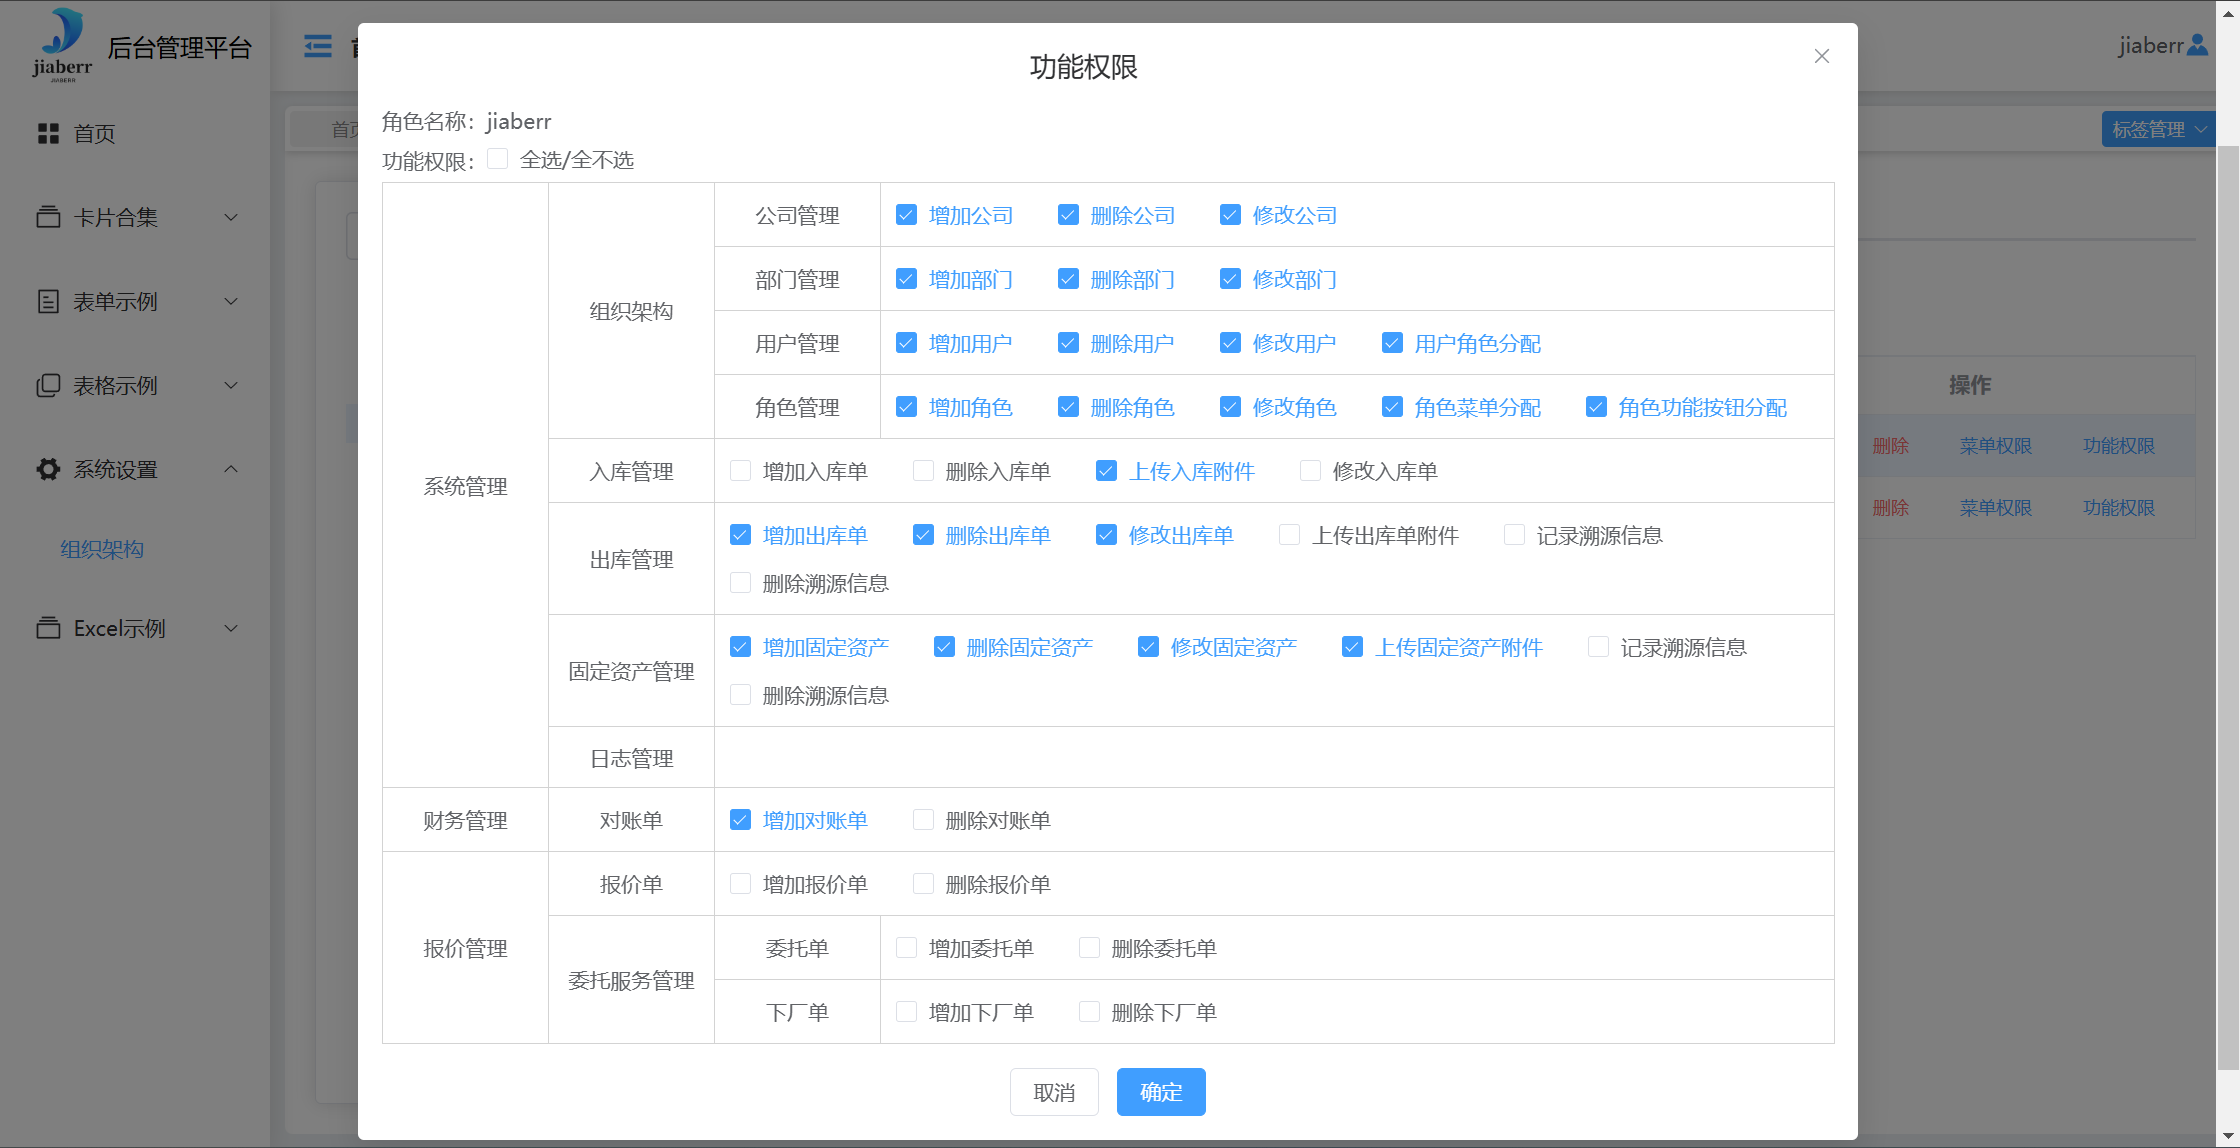 jiaberr
JIABERR
后台管理平台
jiaberr
首页
卡片合集
表单示例
表格示例
系统设置
组织架构
Excel示例
标签管理
操作
删除 菜单权限 功能权限
删除 菜单权限 功能权限
功能权限
角色名称：jiaberr
功能权限： 全选/全不选
系统管理
组织架构
公司管理 增加公司 删除公司 修改公司
部门管理 增加部门 删除部门 修改部门
用户管理 增加用户 删除用户 修改用户 用户角色分配
角色管理 增加角色 删除角色 修改角色 角色菜单分配 角色功能按钮分配
入库管理 增加入库单 删除入库单 上传入库附件 修改入库单
出库管理 增加出库单 删除出库单 修改出库单 上传出库单附件 记录溯源信息
删除溯源信息
固定资产管理 增加固定资产 删除固定资产 修改固定资产 上传固定资产附件 记录溯源信息
删除溯源信息
日志管理
财务管理 对账单 增加对账单 删除对账单
报价管理
报价单 增加报价单 删除报价单
委托服务管理
委托单 增加委托单 删除委托单
下厂单 增加下厂单 删除下厂单
取消 确定